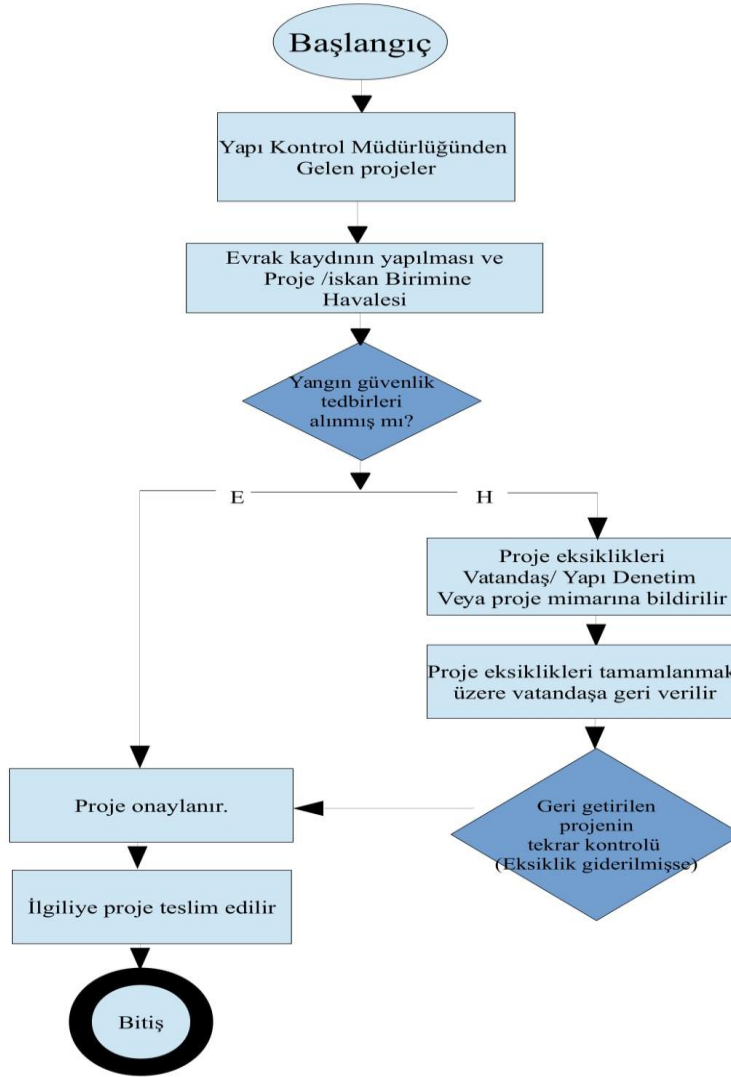 Başlangıç
Yapı Kontrol Müdürlüğünden
Gelen projeler
Evrak kaydının yapılması ve
Proje /iskan Birimine
Havalesi
Yangın güvenlik
tedbirleri
alınmış mı?
E
H
Proje eksiklikleri
Vatandaş/ Yapı Denetim
Veya proje mimarına bildirilir
Proje eksiklikleri tamamlanmak
üzere vatandaşa geri verilir
Proje onaylanır.
Geri getirilen
projenin
tekrar kontrolü
(Eksiklik giderilmişse)
İlgiliye proje teslim edilir
Bitiş